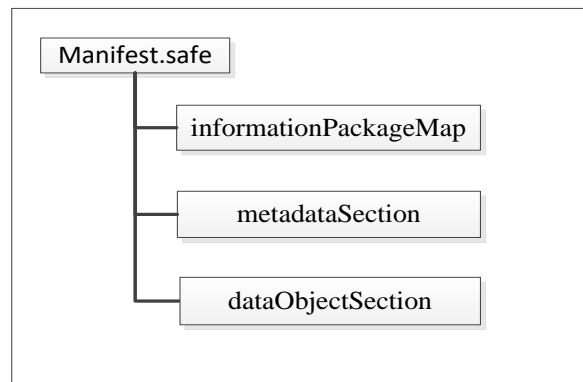 Manifest.safe
informationPackageMap
metadataSection
dataObjectSection